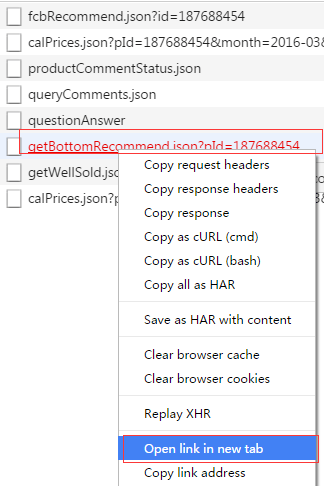 fcbRecommend.json?id=187688454
calPrices.json?pId=187688454&month=2016-03&
productCommentStatus.json
queryComments.json
questionAnswer
getBottomRecommend.json?pId=187688454
getWellSold.jso
calPrices.json?p
Copy request headers
Copy response headers
Copy response
Copy as cURL (cmd)
Copy as cURL (bash)
Copy all as HAR
Save as HAR with content
Clear browser cache
Clear browser cookies
Replay XHR
Open link in new tab
Copy link address